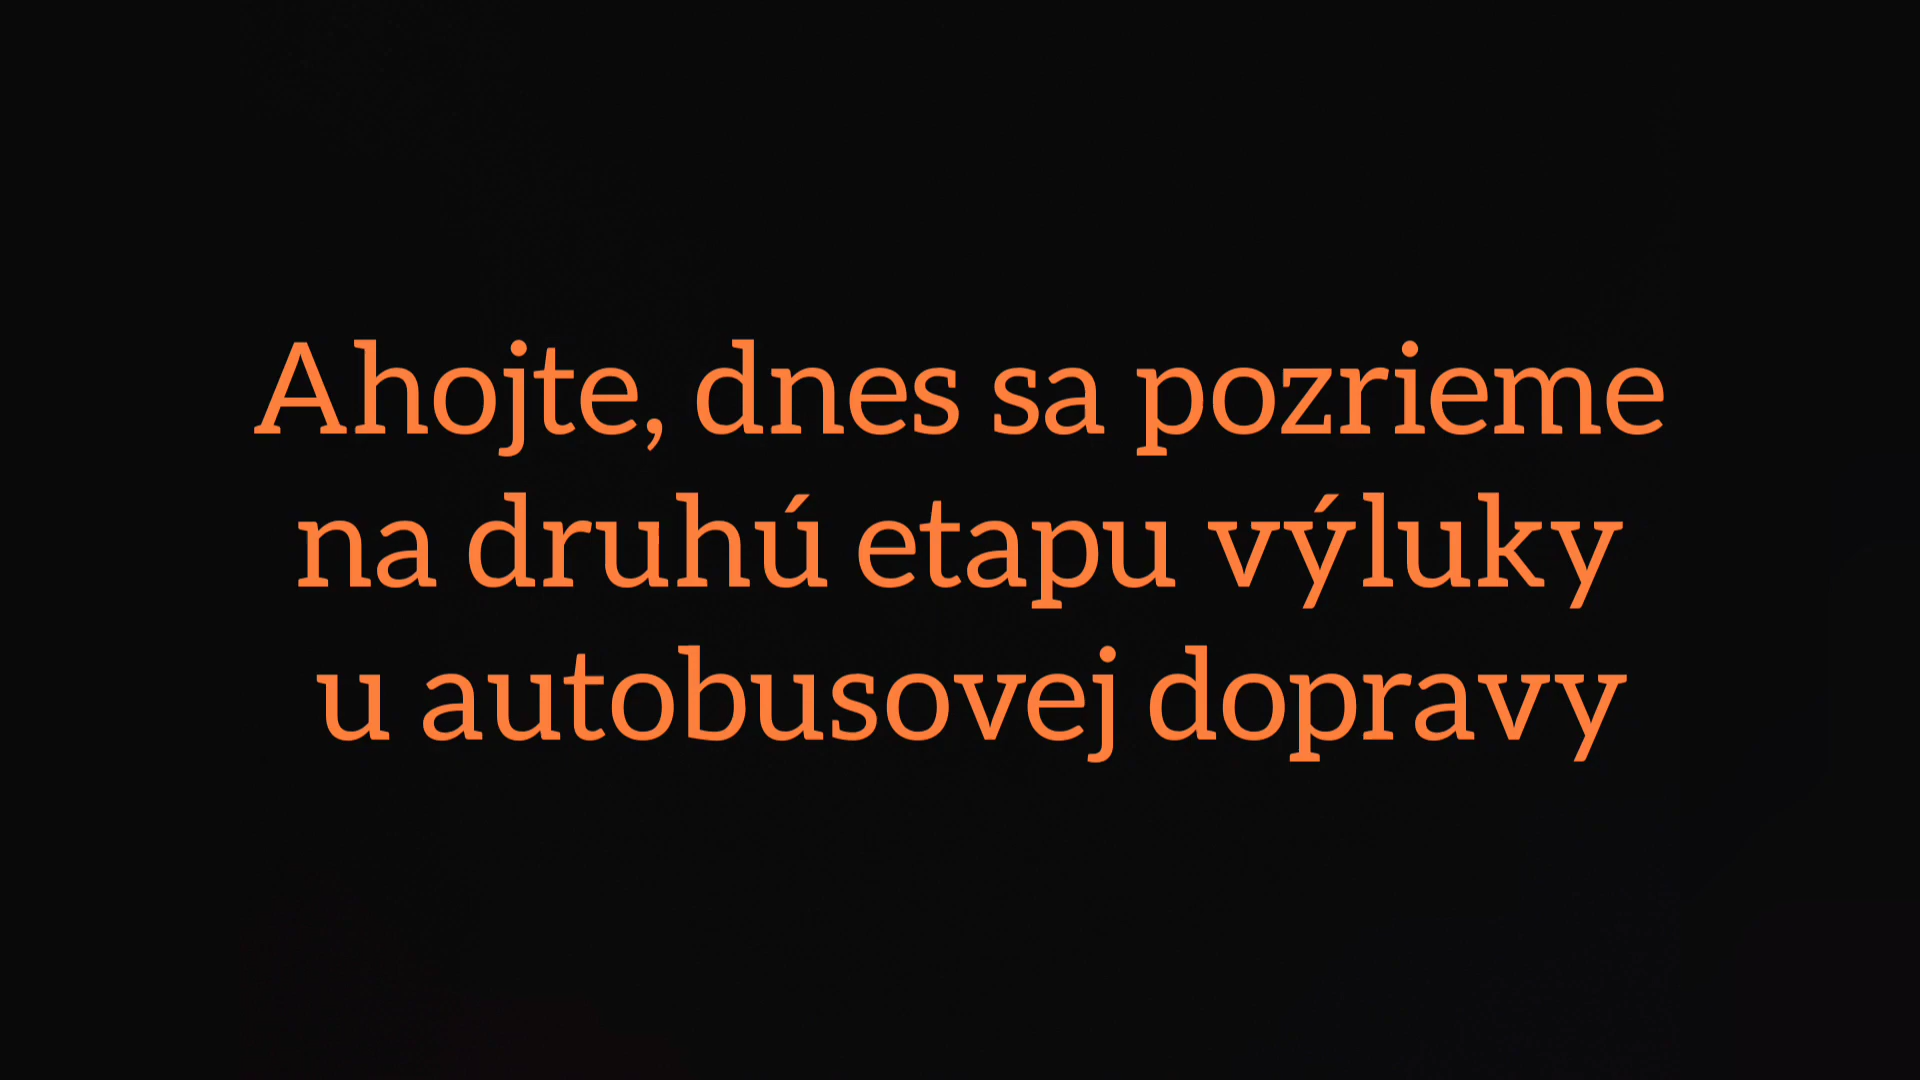 Ahojte, dnes sa pozrieme
na druhú etapu výluky
u autobusovej dopravy